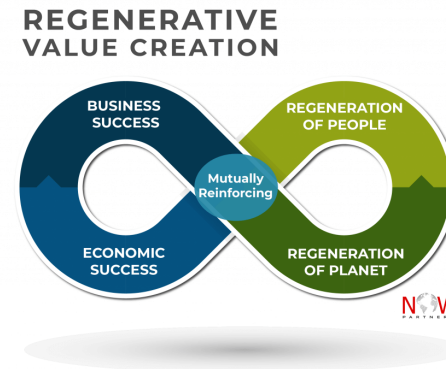 REGENERATIVE
VALUE CREATION
BUSINESS
SUCCESS
REGENERATION
OF PEOPLE
Mutually
Reinforcing
ECONOMIC
SUCCESS
REGENERATION
OF PLANET